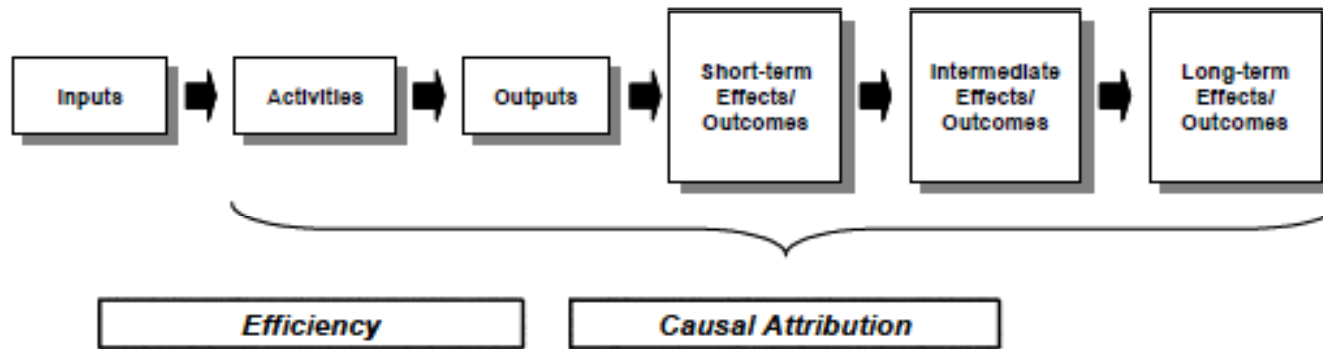 Inputs
Activities
Outputs
Short-term
Effects/
Outcomes
Intermediate
Effects/
Outcomes
Long-term
Effects/
Outcomes
Efficiency
Causal Attribution